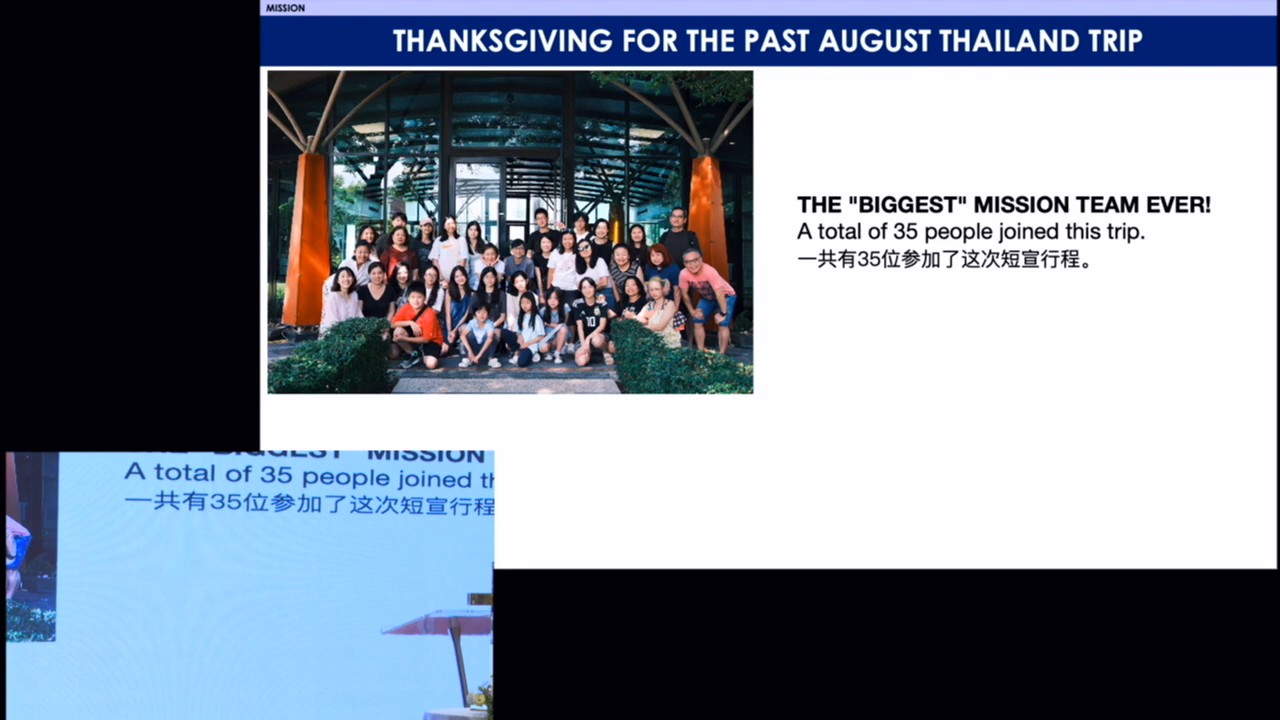 MISSION
THANKSGIVING FOR THE PAST AUGUST THAILAND TRIP
THE "BIGGEST" MISSION TEAM EVER!
A total of 35 people joined this trip.
一共有35位参加了这次短宣行程。
"BIGGEST" MISSION
A total of 35 people joined
一共有35位参加了这次短宣行程